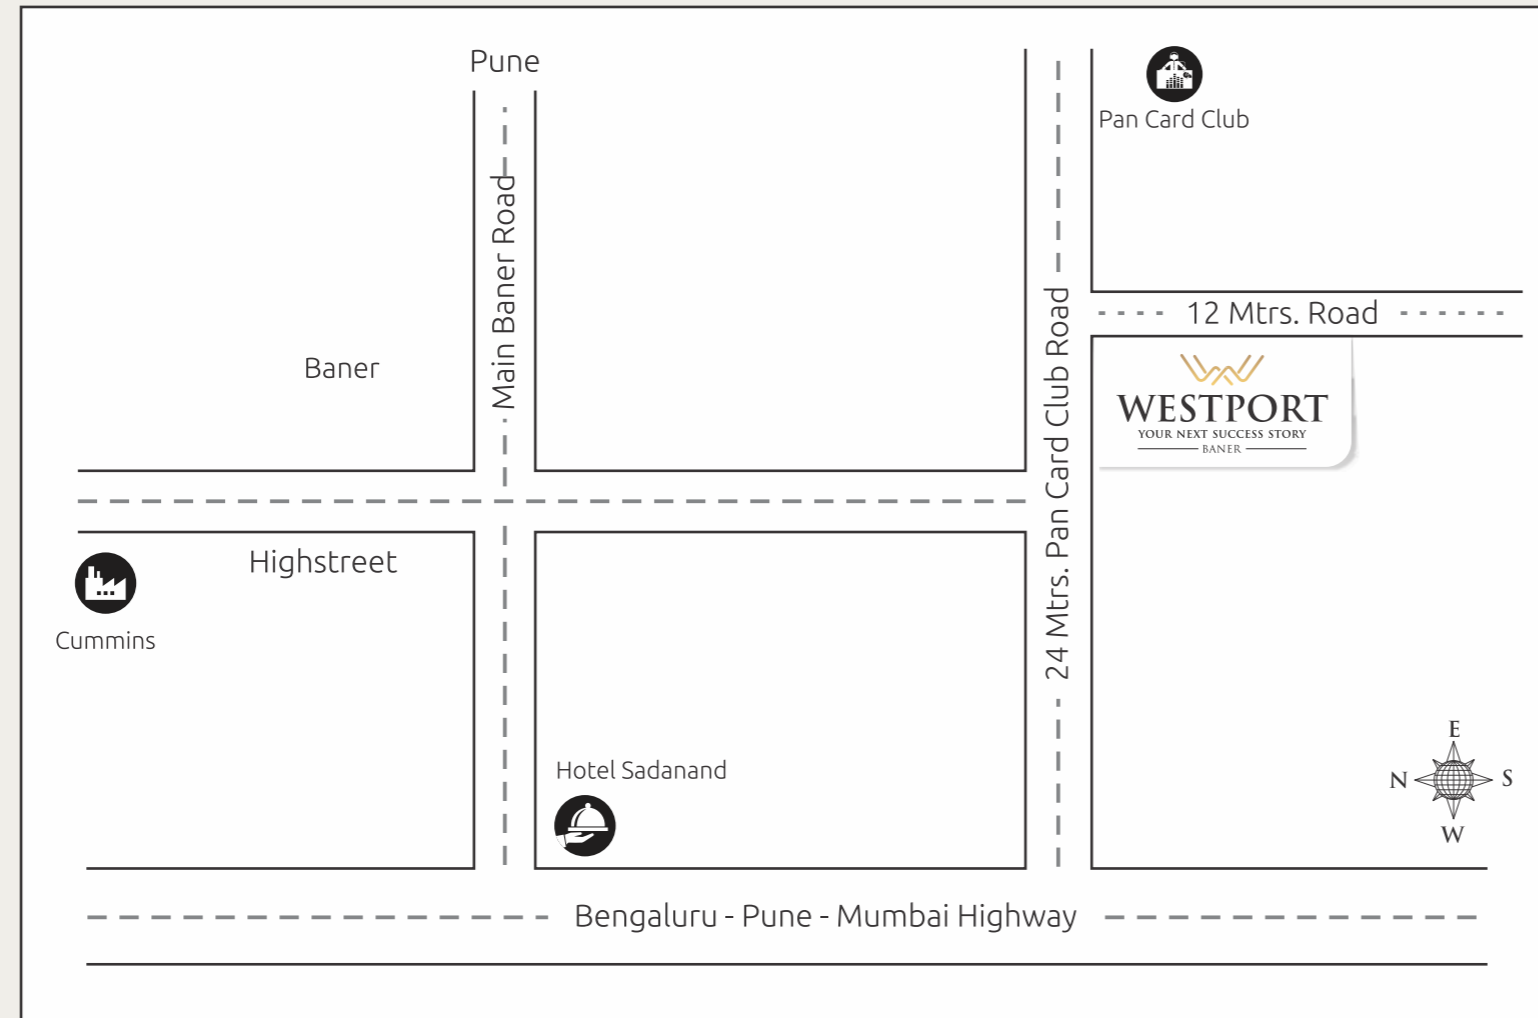 Pune
Pan Card Club
Main Baner Road
24 Mtrs. Pan Card Club Road
12 Mtrs. Road
Baner
WESTPORT
YOUR NEXT SUCCESS STORY
BANER
Highstreet
Cummins
Hotel Sadanand
E
N
S
W
Bengaluru - Pune - Mumbai Highway